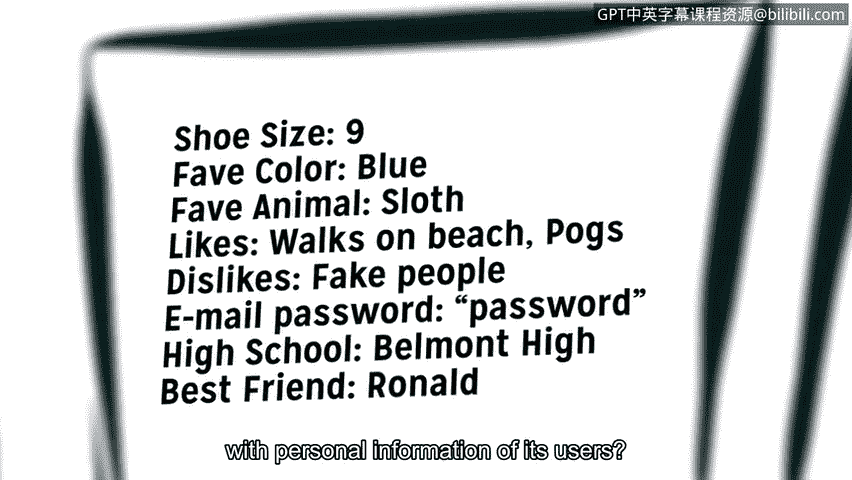 GPT中英字幕课程资源@bilibili.com
Shoe Size: 9
Fave Color: Blue
Fave Animal: Sloth
Likes: Walks on beach, Pogs
Dislikes: Fake people
E-mail password: “password”
High School: Belmont High
Best Friend: Ronald
with personal information of its users?